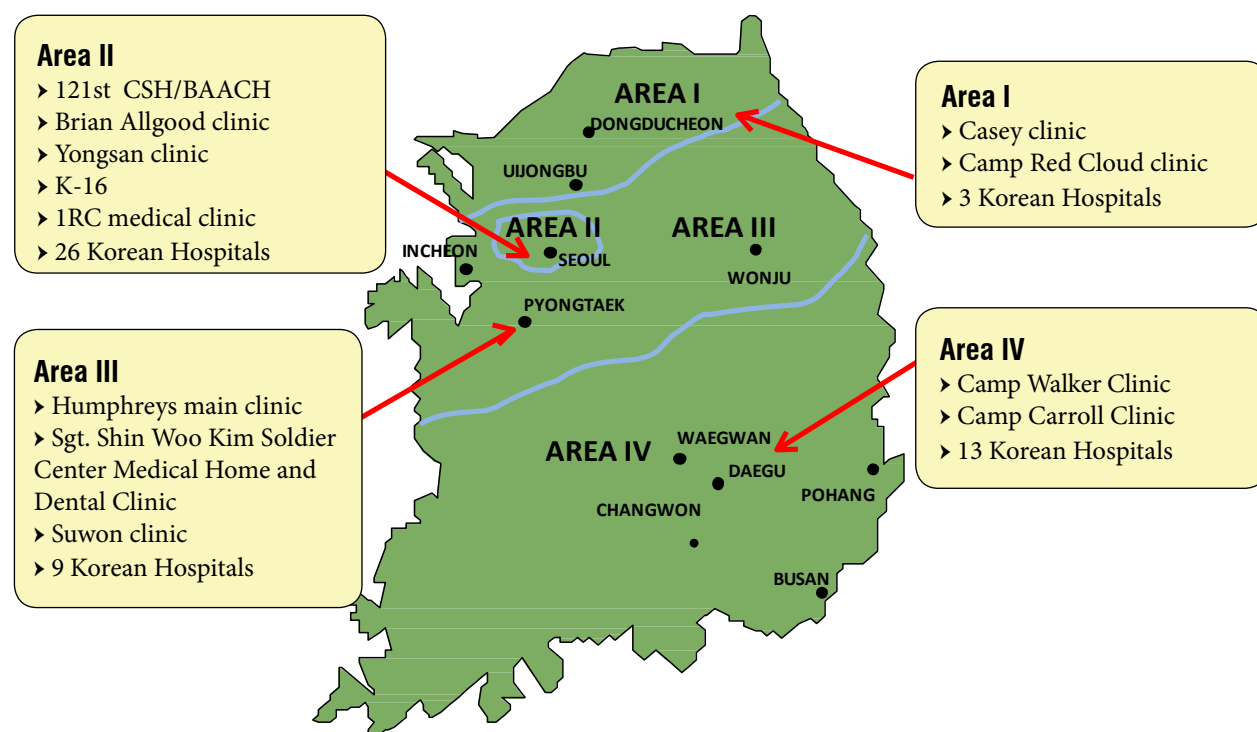 Area II
➤ 121st CSH/BAACH
➤ Brian Allgood clinic
➤ Yongsan clinic
➤ K-16
➤ 1RC medical clinic
➤ 26 Korean Hospitals
Area I
➤ Casey clinic
➤ Camp Red Cloud clinic
➤ 3 Korean Hospitals
AREA I
DONGDUCHEON
UIJONGBU
AREA II
SEOUL
INCHEON
AREA III
WONJU
PYONGTAEK
Area III
➤ Humphreys main clinic
➤ Sgt. Shin Woo Kim Soldier
Center Medical Home and
Dental Clinic
➤ Suwon clinic
➤ 9 Korean Hospitals
Area IV
➤ Camp Walker Clinic
➤ Camp Carroll Clinic
➤ 13 Korean Hospitals
AREA IV
WAEGWAN
DAEGU
POHANG
CHANGWON
BUSAN